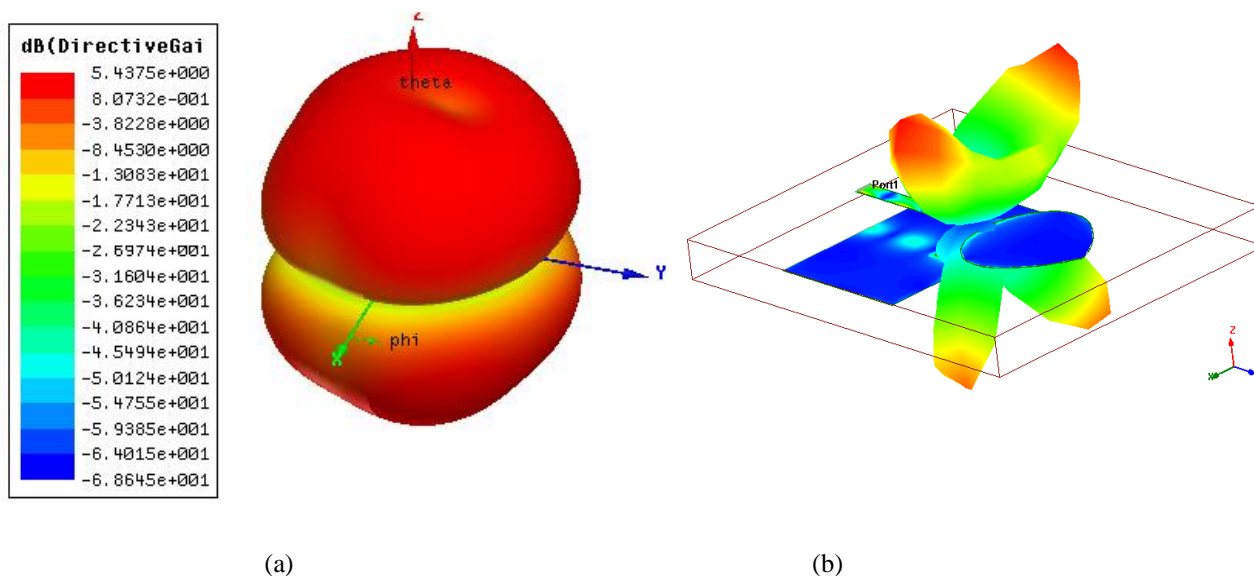 dB(DirectiveGai
5.4375e+000
8.0732e-001
-3.8228e+000
-8.4530e+000
-1.3083e+001
-1.7713e+001
-2.2343e+001
-2.6974e+001
-3.1604e+001
-3.6234e+001
-4.0864e+001
-4.5494e+001
-5.0124e+001
-5.4755e+001
-5.9385e+001
-6.4015e+001
-6.8645e+001
Z
theta
Y
phi
X
Port1
Z
X
(a)
(b)